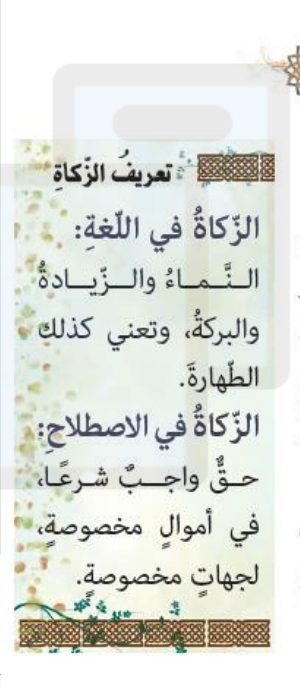 تعريفُ الزّكاةِ
الزّكاةُ في اللّغةِ:
النَّماءُ والزّيادةُ
والبركةُ، وتعني كذلك
الطّهارةَ.
الزّكاةُ في الاصطلاحِ:
حقٌّ واجبٌ شرعًا،
في أموالٍ مخصوصةٍ،
لجهاتٍ مخصوصةٍ.